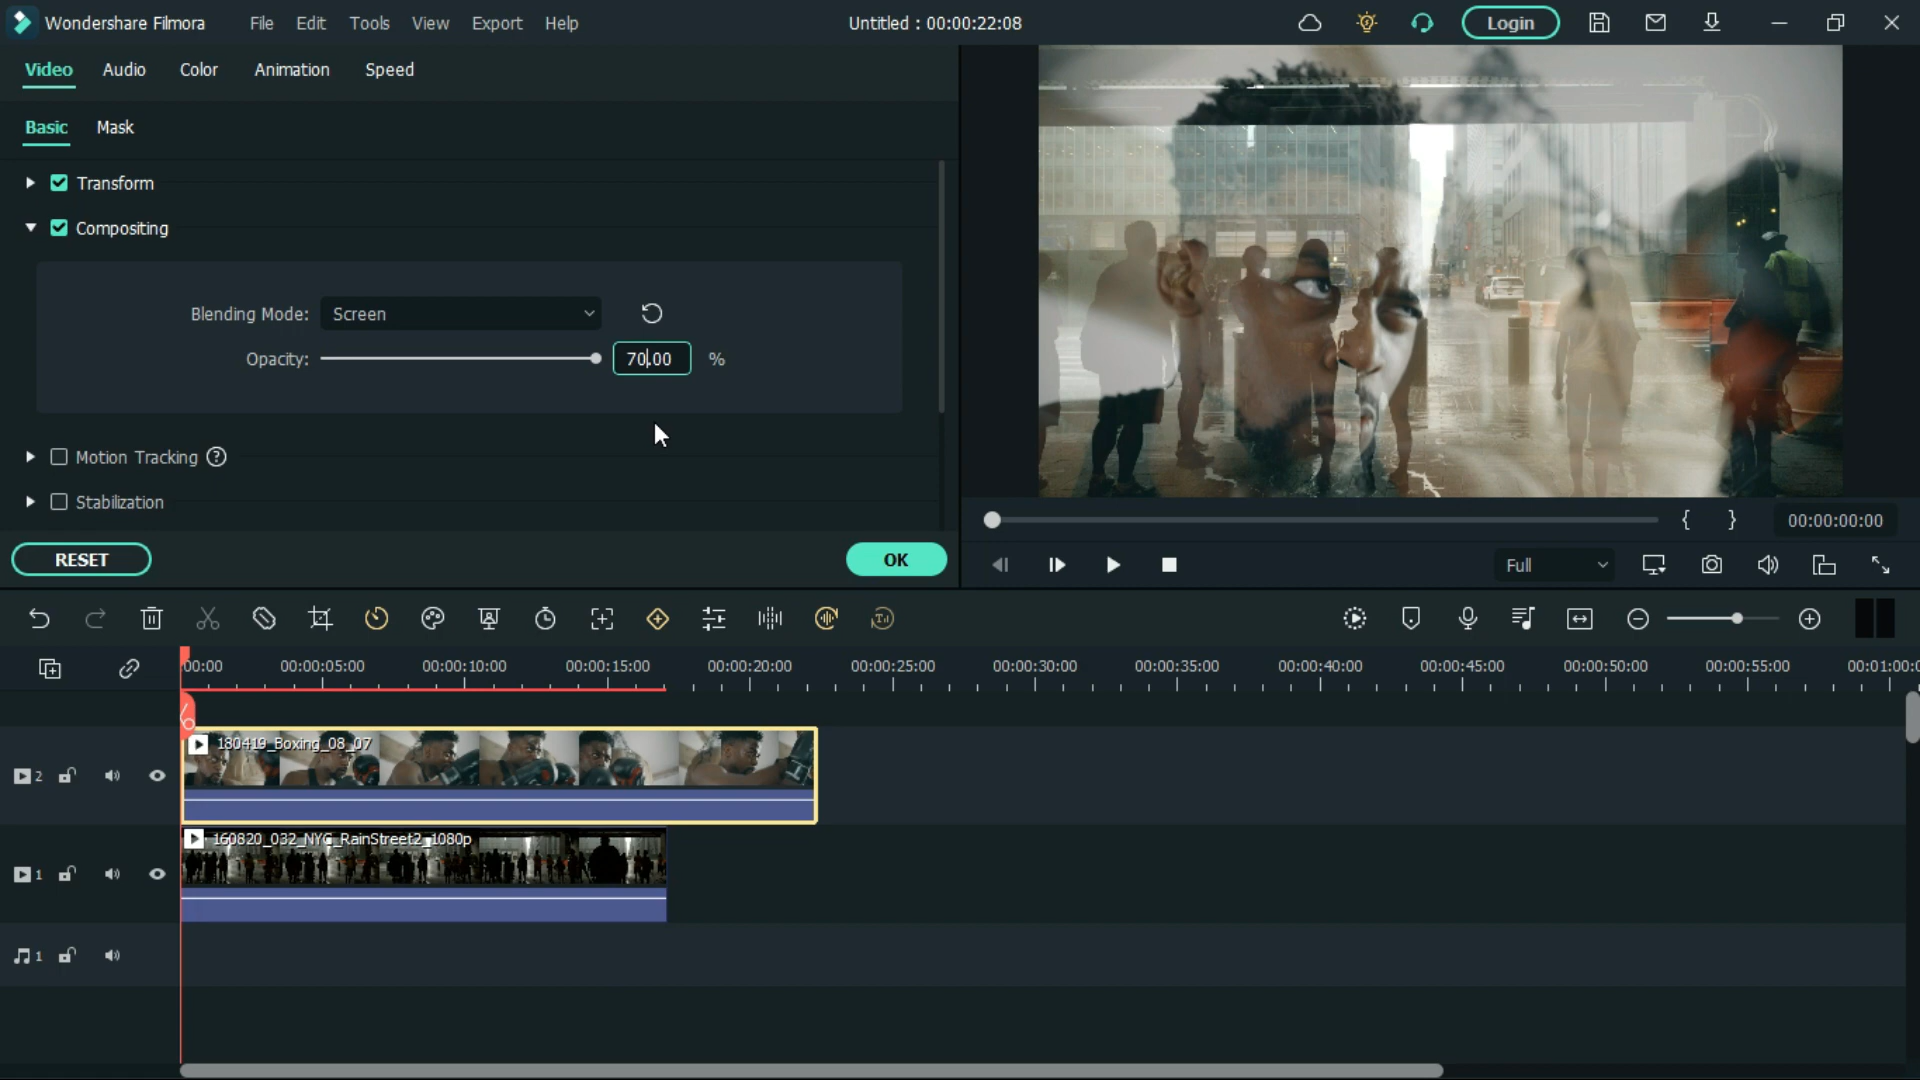 Wondershare Filmora File Edit Tools View Export Help Untitled : 00:00:22:08 Login
Video Audio Color Animation Speed
Basic Mask
Transform
Compositing
Blending Mode: Screen
Opacity: 70.00 %
Motion Tracking ?
Stabilization
RESET OK
{ } 00:00:00:00
Full
00:00 00:00:05:00 00:00:10:00 00:00:15:00 00:00:20:00 00:00:25:00 00:00:30:00 00:00:35:00 00:00:40:00 00:00:45:00 00:00:50:00 00:00:55:00 00:01:00:0
180419_Boxing_08_07
2
160820_032_NYC_RainStreet2_1080p
1
1